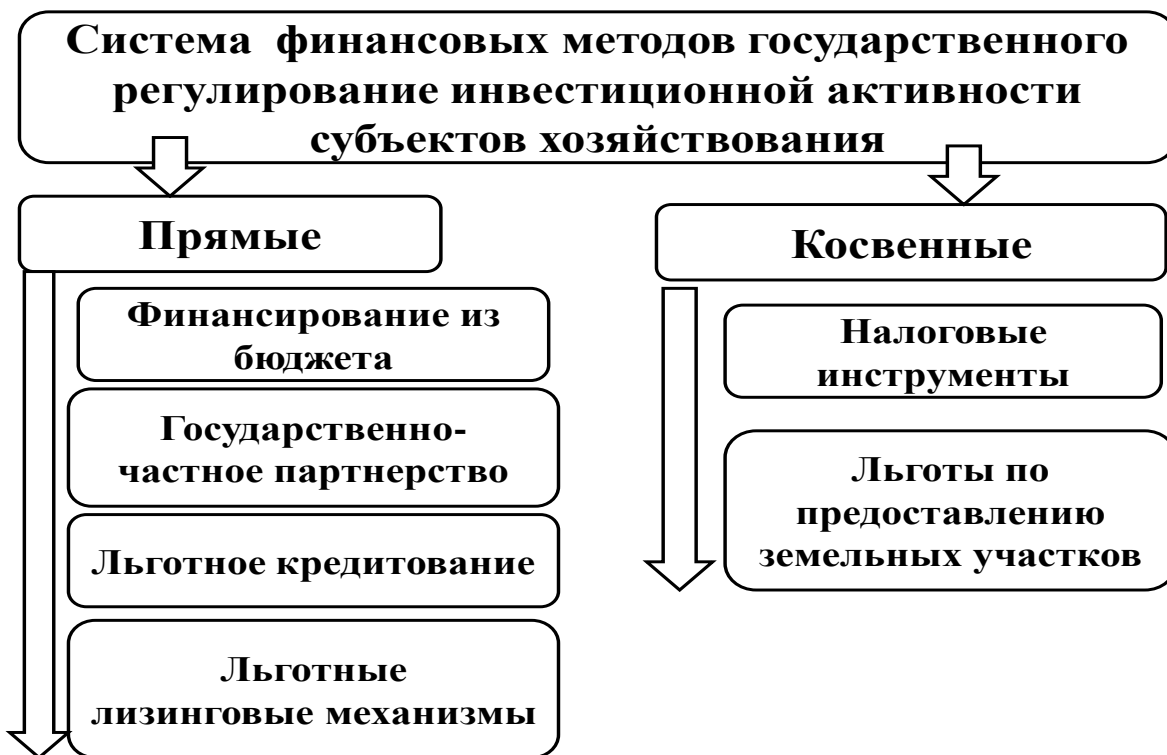 Система финансовых методов государственного
регулирование инвестиционной активности
субъектов хозяйствования
Прямые
Косвенные
Финансирование из
бюджета
Государственно-
частное партнерство
Льготное кредитование
Льготные
лизинговые механизмы
Налоговые
инструменты
Льготы по
предоставлению
земельных участков